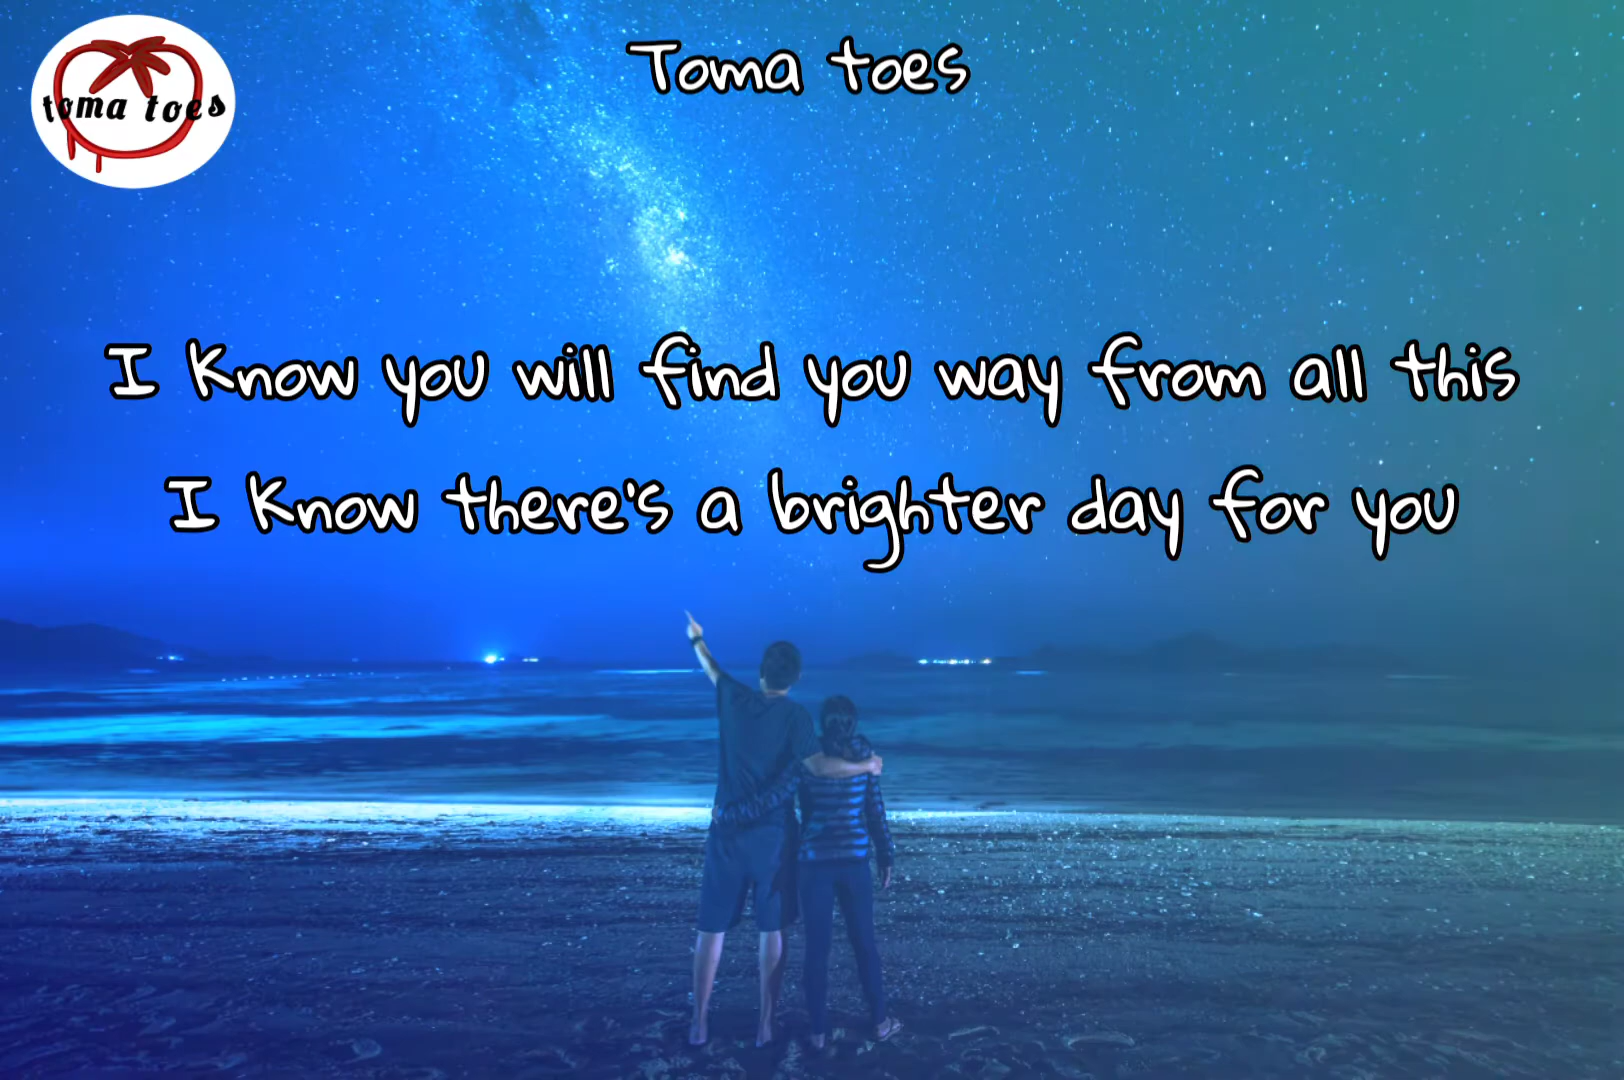 toma toes
Toma toes
I Know you will find you way from all this
I Know there's a brighter day for you